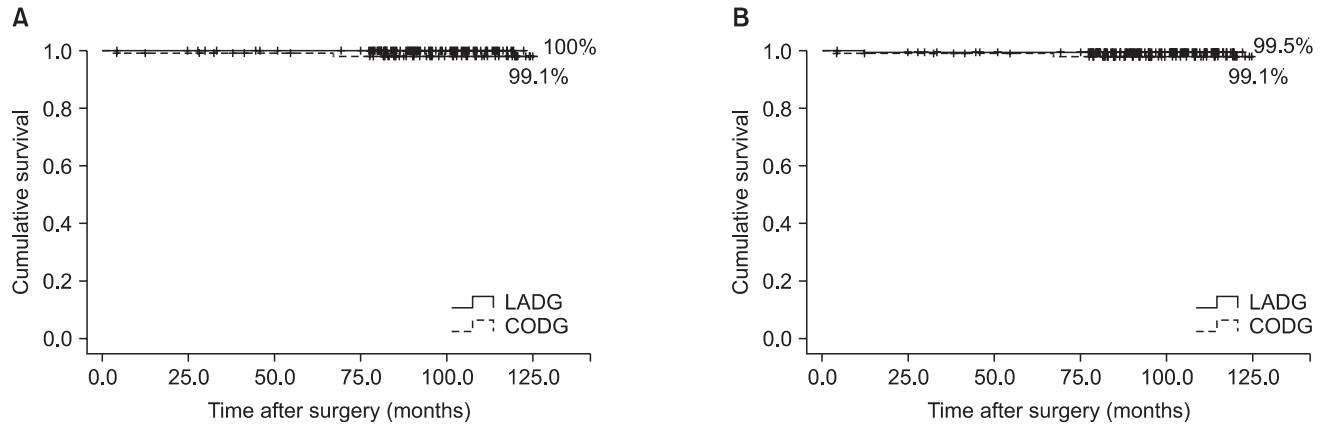 A
Cumulative survival
1.0
0.8
0.6
0.4
0.2
0.0
100%
99.1%
LADG
CODG
0.0 25.0 50.0 75.0 100.0 125.0
Time after surgery (months)
B
Cumulative survival
1.0
0.8
0.6
0.4
0.2
0.0
99.5%
99.1%
LADG
CODG
0.0 25.0 50.0 75.0 100.0 125.0
Time after surgery (months)